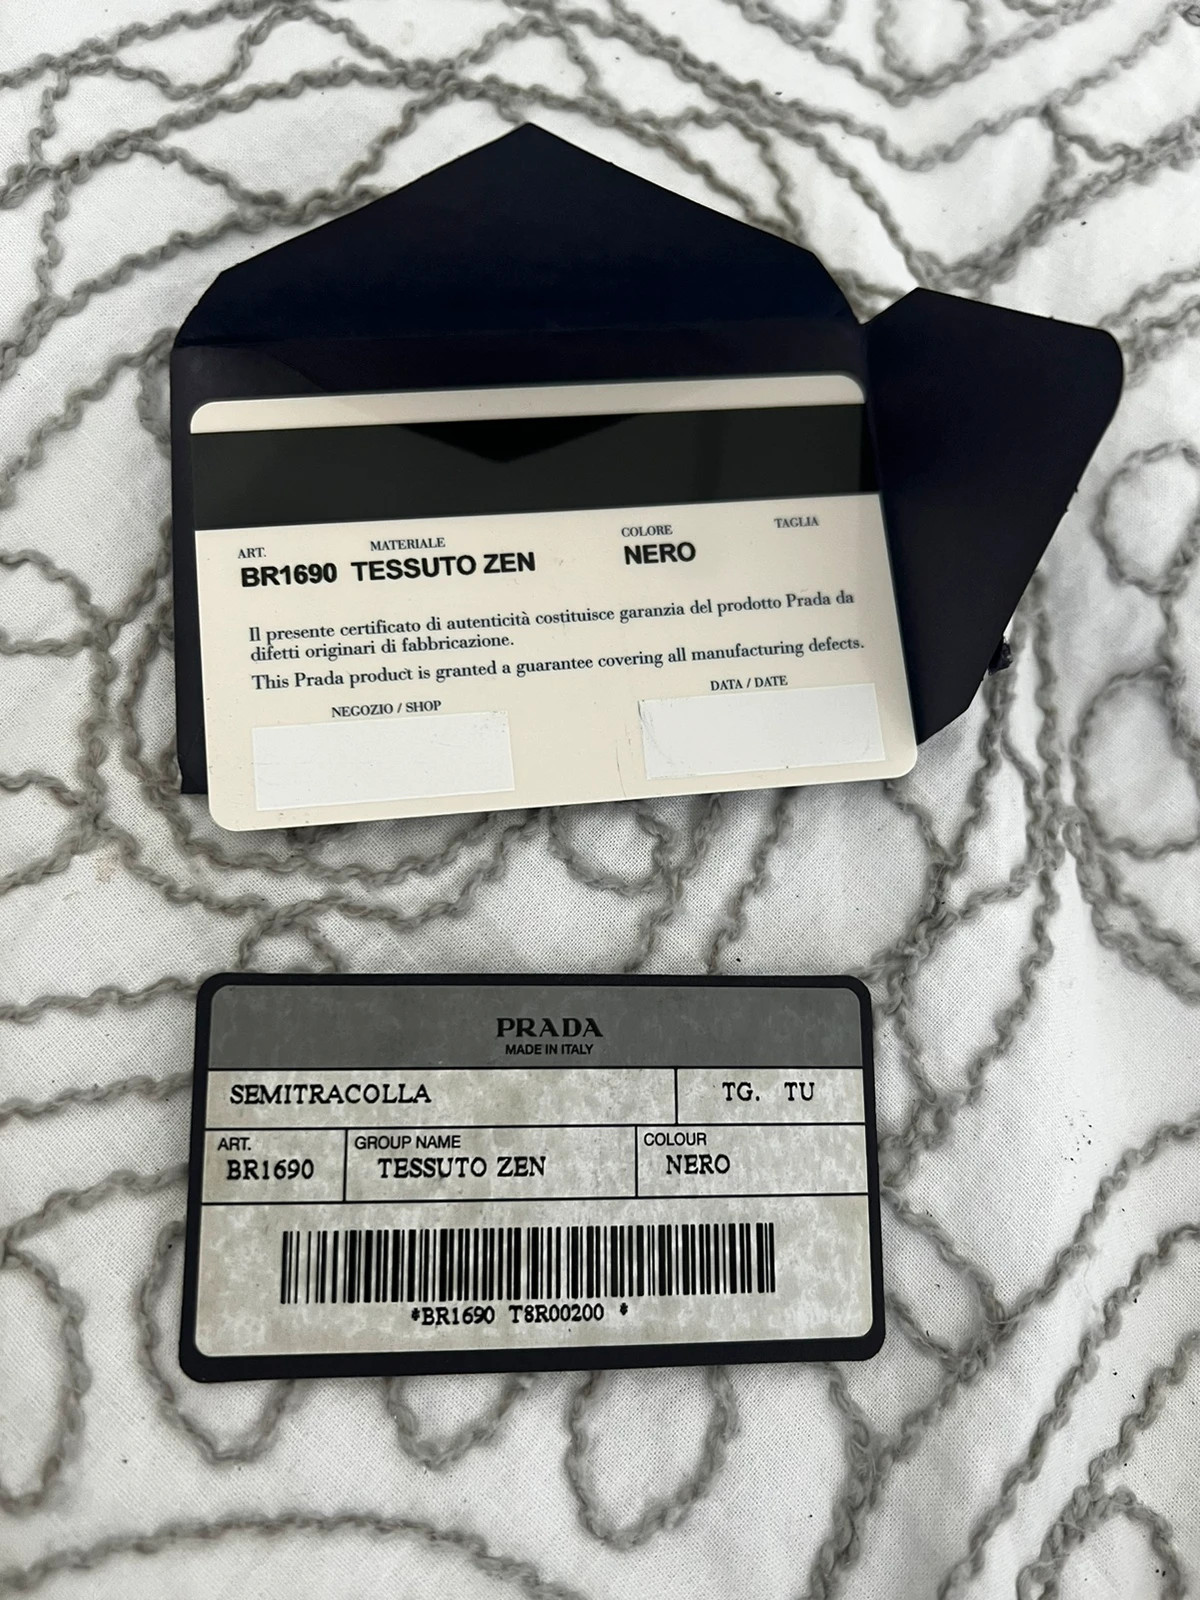 ART. MATERIALE COLORE TAGLIA
BR1690 TESSUTO ZEN NERO
Il presente certificato di autenticità costituisce garanzia del prodotto Prada da
difetti originari di fabbricazione.
This Prada product is granted a guarantee covering all manufacturing defects.
NEGOZIO / SHOP DATA / DATE
PRADA
MADE IN ITALY
SEMITRACOLLA TG. TU
ART. GROUP NAME COLOUR
BR1690 TESSUTO ZEN NERO
*BR1690 T8R00200 *